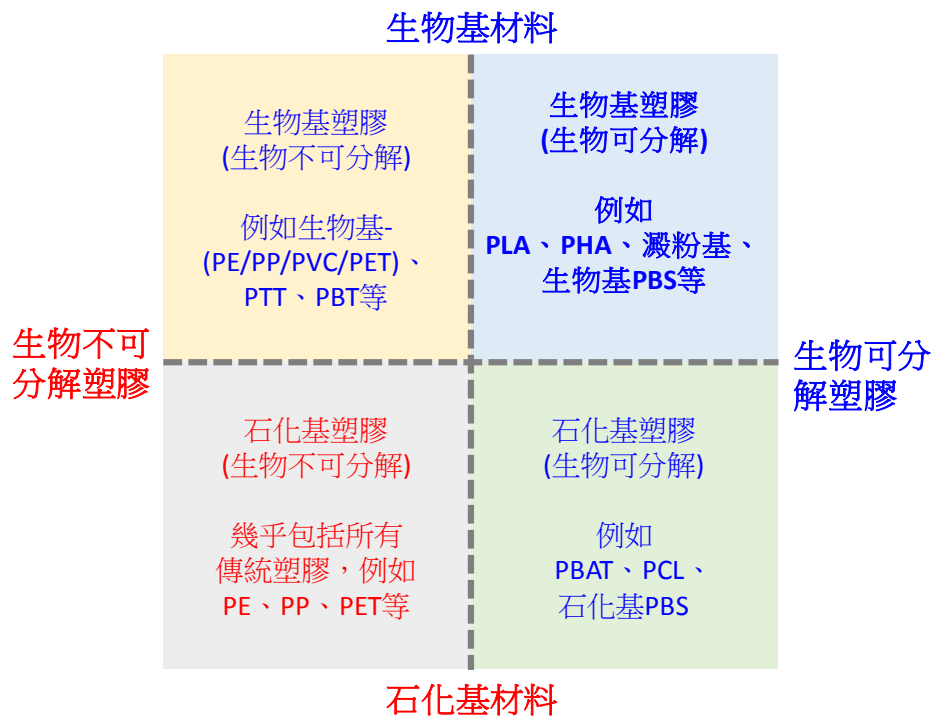 生物基材料
生物基塑膠
(生物不可分解)
例如生物基-
(PE/PP/PVC/PET)、
PTT、PBT等
生物基塑膠
(生物可分解)
例如
PLA、PHA、澱粉基、
生物基PBS等
生物不可
分解塑膠
生物可分
解塑膠
石化基塑膠
(生物不可分解)
幾乎包括所有
傳統塑膠，例如
PE、PP、PET等
石化基塑膠
(生物可分解)
例如
PBAT、PCL、
石化基PBS
石化基材料